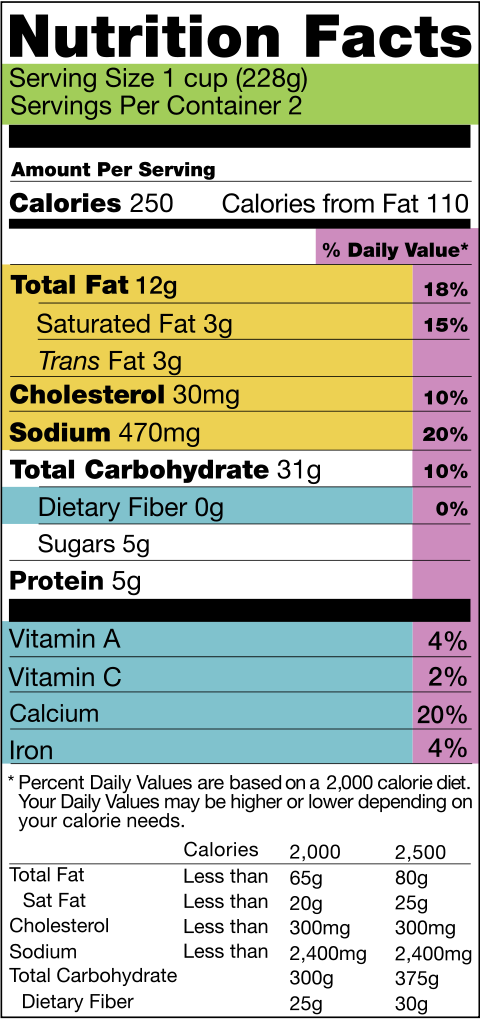 Nutrition Facts
Serving Size 1 cup (228g)
Servings Per Container 2
Amount Per Serving
Calories 250 Calories from Fat 110
% Daily Value*
Total Fat 12g 18%
Saturated Fat 3g 15%
Trans Fat 3g
Cholesterol 30mg 10%
Sodium 470mg 20%
Total Carbohydrate 31g 10%
Dietary Fiber 0g 0%
Sugars 5g
Protein 5g
Vitamin A 4%
Vitamin C 2%
Calcium 20%
Iron 4%
* Percent Daily Values are based on a 2,000 calorie diet.
Your Daily Values may be higher or lower depending on
your calorie needs.
Calories 2,000 2,500
Total Fat Less than 65g 80g
Sat Fat Less than 20g 25g
Cholesterol Less than 300mg 300mg
Sodium Less than 2,400mg 2,400mg
Total Carbohydrate 300g 375g
Dietary Fiber 25g 30g